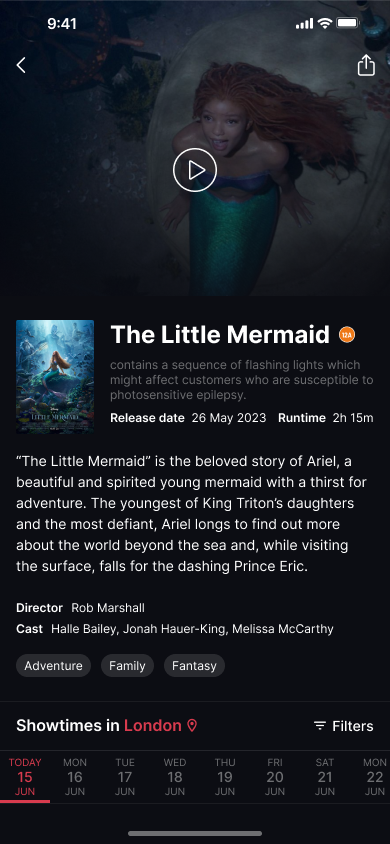 9:41
The Little Mermaid 12A
contains a sequence of flashing lights which
might affect customers who are susceptible to
photosensitive epilepsy.
Release date 26 May 2023 Runtime 2h 15m
“The Little Mermaid” is the beloved story of Ariel, a
beautiful and spirited young mermaid with a thirst for
adventure. The youngest of King Triton’s daughters
and the most defiant, Ariel longs to find out more
about the world beyond the sea and, while visiting
the surface, falls for the dashing Prince Eric.
Director Rob Marshall
Cast Halle Bailey, Jonah Hauer-King, Melissa McCarthy
Adventure Family Fantasy
Showtimes in London Filters
TODAY MON TUE WED THU FRI SAT MON
15 16 17 18 19 20 21 22
JUN JUN JUN JUN JUN JUN JUN JUN